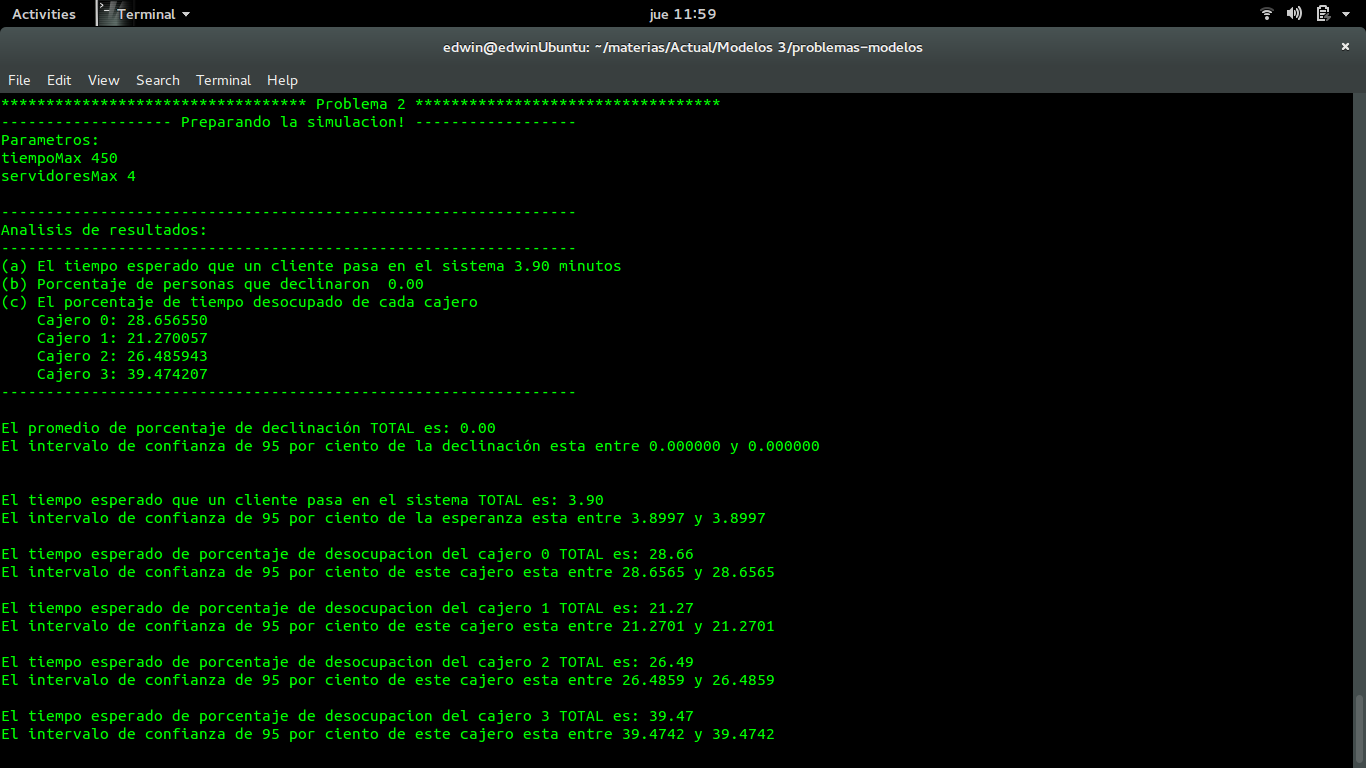 Activities
Terminal
jue 11:59
edwin@edwinUbuntu: ~/materias/Actual/Modelos 3/problemas-modelos
×
File Edit View Search Terminal Help
********************************** Problema 2 **********************************
------------------- Preparando la simulacion! ------------------
Parametros:
tiempoMax 450
servidoresMax 4
----------------------------------------------------------------
Analisis de resultados:
----------------------------------------------------------------
(a) El tiempo esperado que un cliente pasa en el sistema 3.90 minutos
(b) Porcentaje de personas que declinaron  0.00
(c) El porcentaje de tiempo desocupado de cada cajero
    Cajero 0: 28.656550
    Cajero 1: 21.270057
    Cajero 2: 26.485943
    Cajero 3: 39.474207
----------------------------------------------------------------
El promedio de porcentaje de declinación TOTAL es: 0.00
El intervalo de confianza de 95 por ciento de la declinación esta entre 0.000000 y 0.000000
El tiempo esperado que un cliente pasa en el sistema TOTAL es: 3.90
El intervalo de confianza de 95 por ciento de la esperanza esta entre 3.8997 y 3.8997
El tiempo esperado de porcentaje de desocupacion del cajero 0 TOTAL es: 28.66
El intervalo de confianza de 95 por ciento de este cajero esta entre 28.6565 y 28.6565
El tiempo esperado de porcentaje de desocupacion del cajero 1 TOTAL es: 21.27
El intervalo de confianza de 95 por ciento de este cajero esta entre 21.2701 y 21.2701
El tiempo esperado de porcentaje de desocupacion del cajero 2 TOTAL es: 26.49
El intervalo de confianza de 95 por ciento de este cajero esta entre 26.4859 y 26.4859
El tiempo esperado de porcentaje de desocupacion del cajero 3 TOTAL es: 39.47
El intervalo de confianza de 95 por ciento de este cajero esta entre 39.4742 y 39.4742